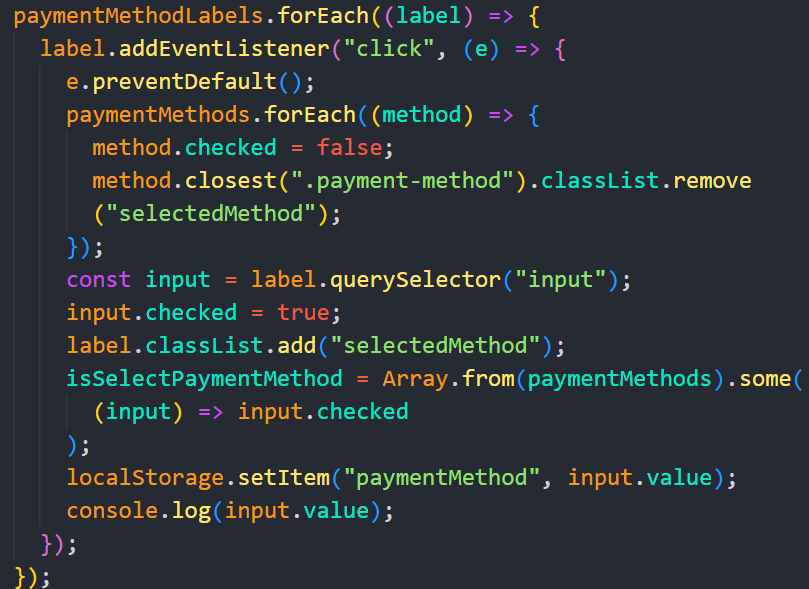 paymentMethodLabels.forEach((label) => {
  label.addEventListener("click", (e) => {
    e.preventDefault();
    paymentMethods.forEach((method) => {
      method.checked = false;
      method.closest(".payment-method").classList.remove
      ("selectedMethod");
    });
    const input = label.querySelector("input");
    input.checked = true;
    label.classList.add("selectedMethod");
    isSelectPaymentMethod = Array.from(paymentMethods).some(
      (input) => input.checked
    );
    localStorage.setItem("paymentMethod", input.value);
    console.log(input.value);
  });
});